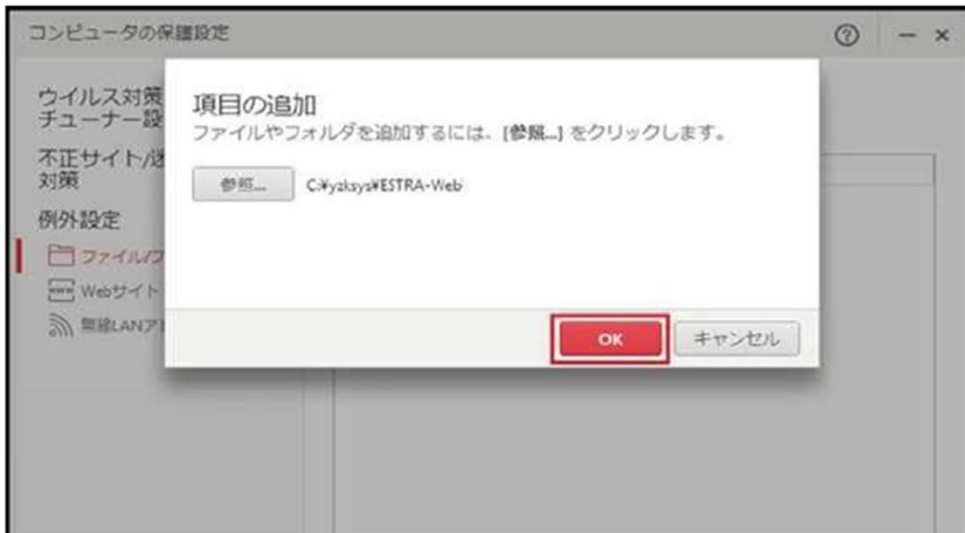 コンピュータの保護設定
ウイルス対策
チューナー設
不正サイト/迷
対策
例外設定
ファイル/フ
Webサイト
無線LANア
項目の追加
ファイルやフォルダを追加するには、[参照...] をクリックします。
参照...
C:¥yzksys¥ESTRA-Web
OK
キャンセル